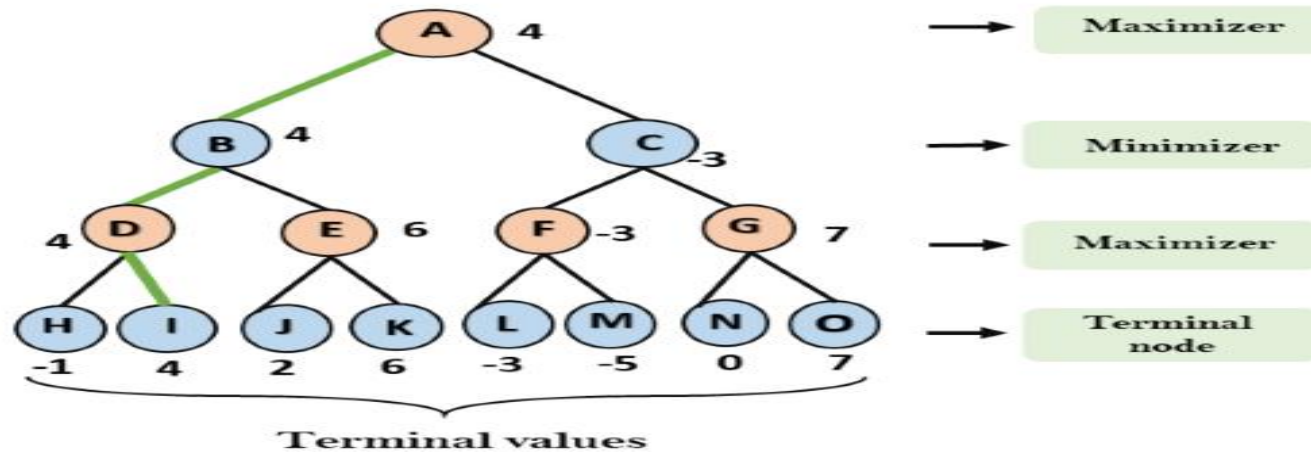 A 4 Maximizer
B 4 C -3 Minimizer
4 D E 6 F -3 G 7 Maximizer
H I J K L M N O Terminal node
-1 4 2 6 -3 -5 0 7
Terminal values